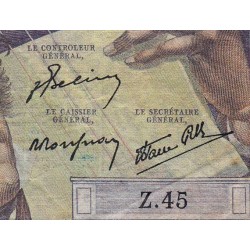 LE CONTROLEUR
GÉNÉRAL,
LE CAISSIER
GÉNÉRAL,
LE SECRÉTAIRE
GÉNÉRAL,
Z.45